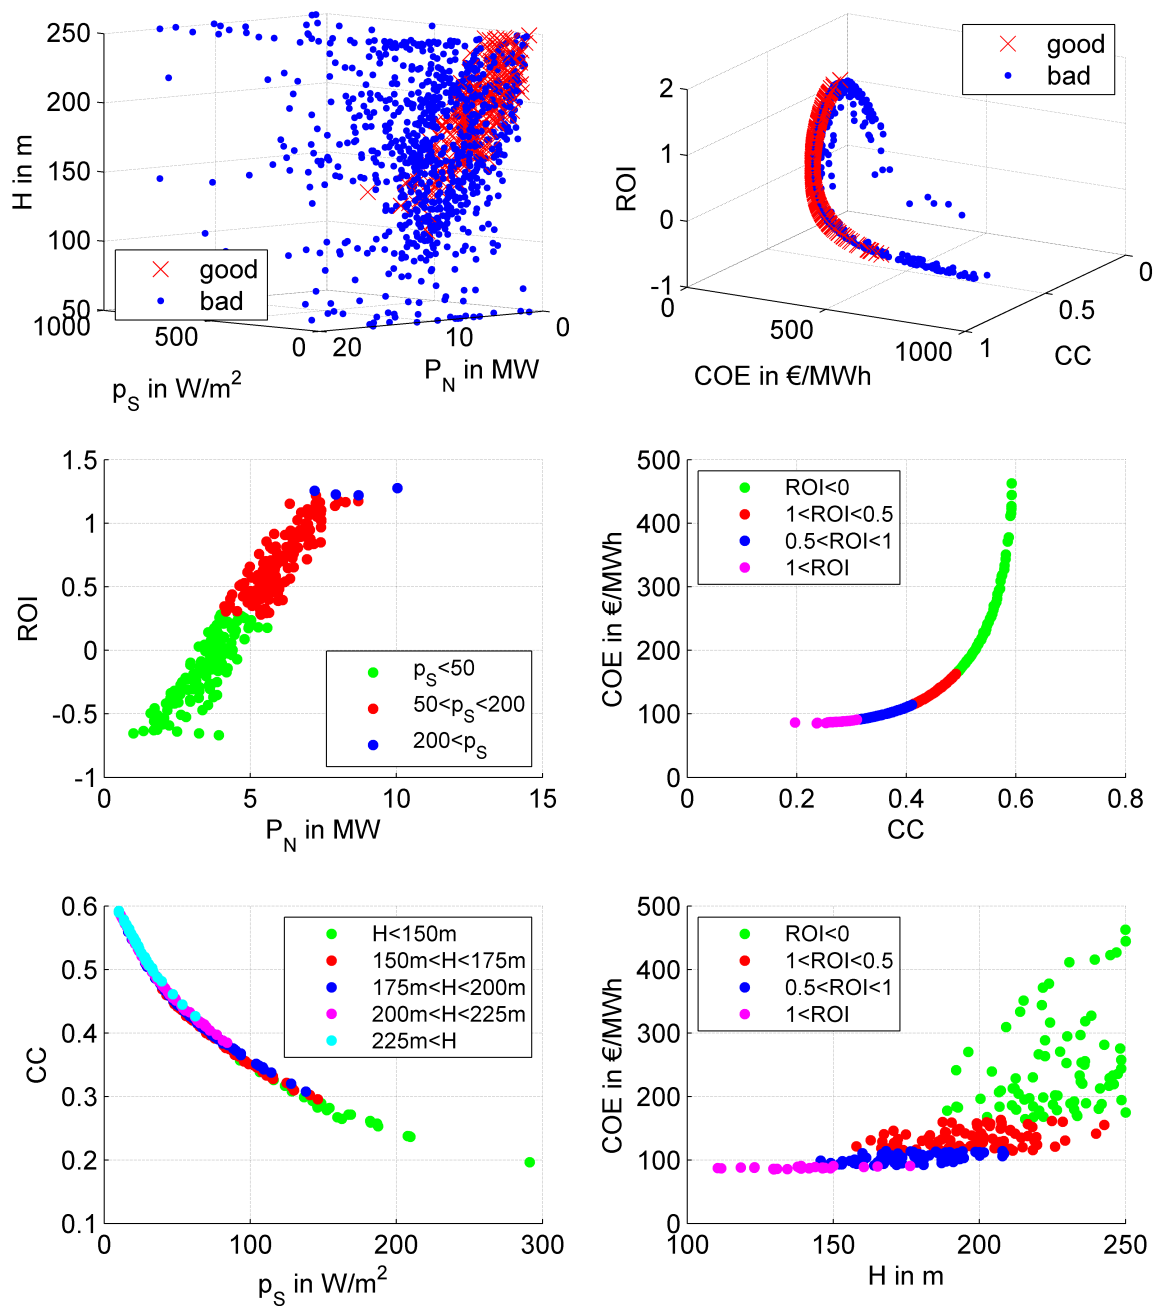 250
200
150
100
50
H in m
good
bad
1000
500
0
20
10
0
p_S in W/m²
P_N in MW
good
bad
2
1
0
-1
ROI
0
500
1000
1
0.5
0
COE in €/MWh
CC
1.5
1
0.5
0
-0.5
-1
ROI
p_S<50
50<p_S<200
200<p_S
0
5
10
15
P_N in MW
500
400
300
200
100
0
COE in €/MWh
ROI<0
1<ROI<0.5
0.5<ROI<1
1<ROI
0
0.2
0.4
0.6
0.8
CC
0.6
0.5
0.4
0.3
0.2
0.1
CC
H<150m
150m<H<175m
175m<H<200m
200m<H<225m
225m<H
0
100
200
300
p_S in W/m²
500
400
300
200
100
0
COE in €/MWh
ROI<0
1<ROI<0.5
0.5<ROI<1
1<ROI
100
150
200
250
H in m